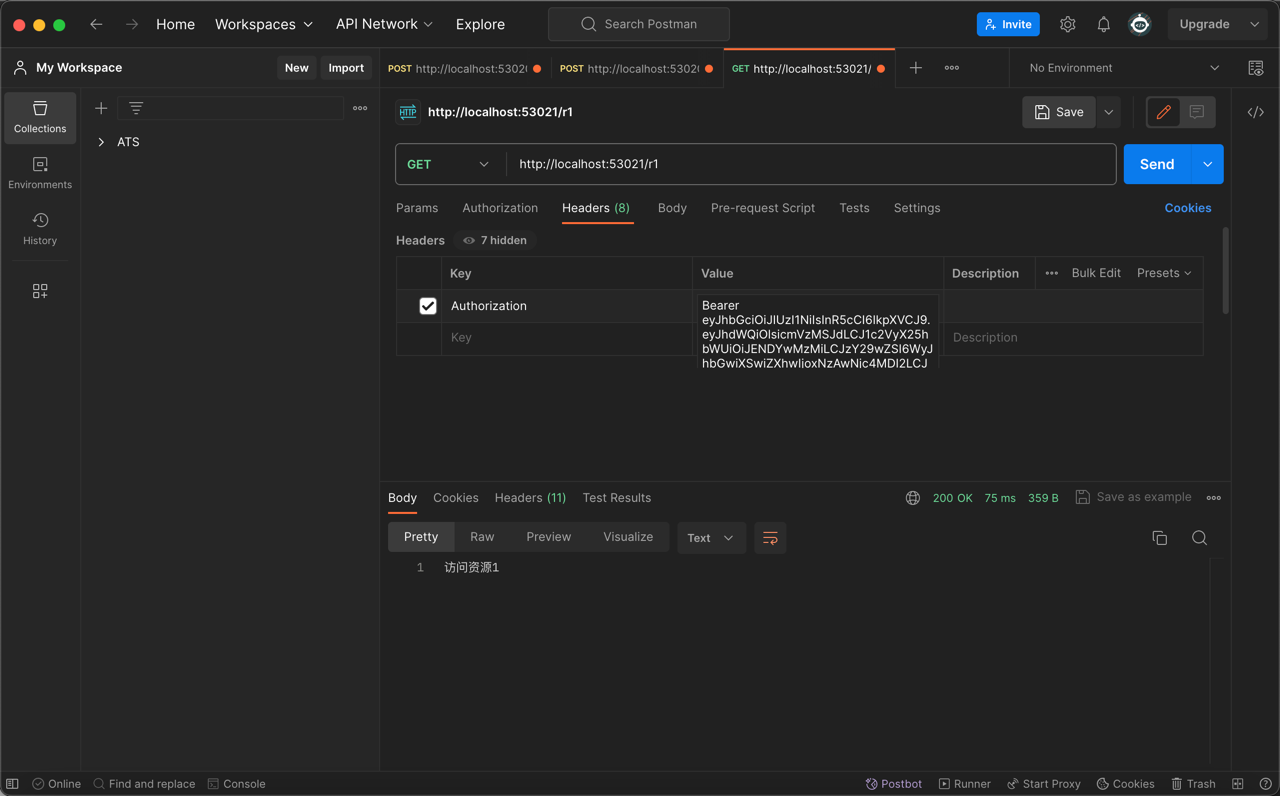 Home Workspaces API Network Explore Search Postman Invite Upgrade
My Workspace New Import POST http://localhost:5302 POST http://localhost:5302 GET http://localhost:53021/ No Environment
Collections
Environments
History
ATS
HTTP http://localhost:53021/r1 Save
GET http://localhost:53021/r1 Send
Params Authorization Headers (8) Body Pre-request Script Tests Settings Cookies
Headers 7 hidden
Key Value Description Bulk Edit Presets
Authorization Bearer
eyJhbGciOiJIUzI1NiIsInR5cCI6IkpXVCJ9.
eyJhdWQiOlsicmVzMSJdLCJ1c2VyX25h
bWUiOiJENDYwMzMiLCJzY29wZSI6WyJ
hbGwiXSwiZXhwIjoxNzAwNic4MDI2LCJ
Key Description
Body Cookies Headers (11) Test Results 200 OK 75 ms 359 B Save as example
Pretty Raw Preview Visualize Text
1 访问资源1
Online Find and replace Console Postbot Runner Start Proxy Cookies Trash